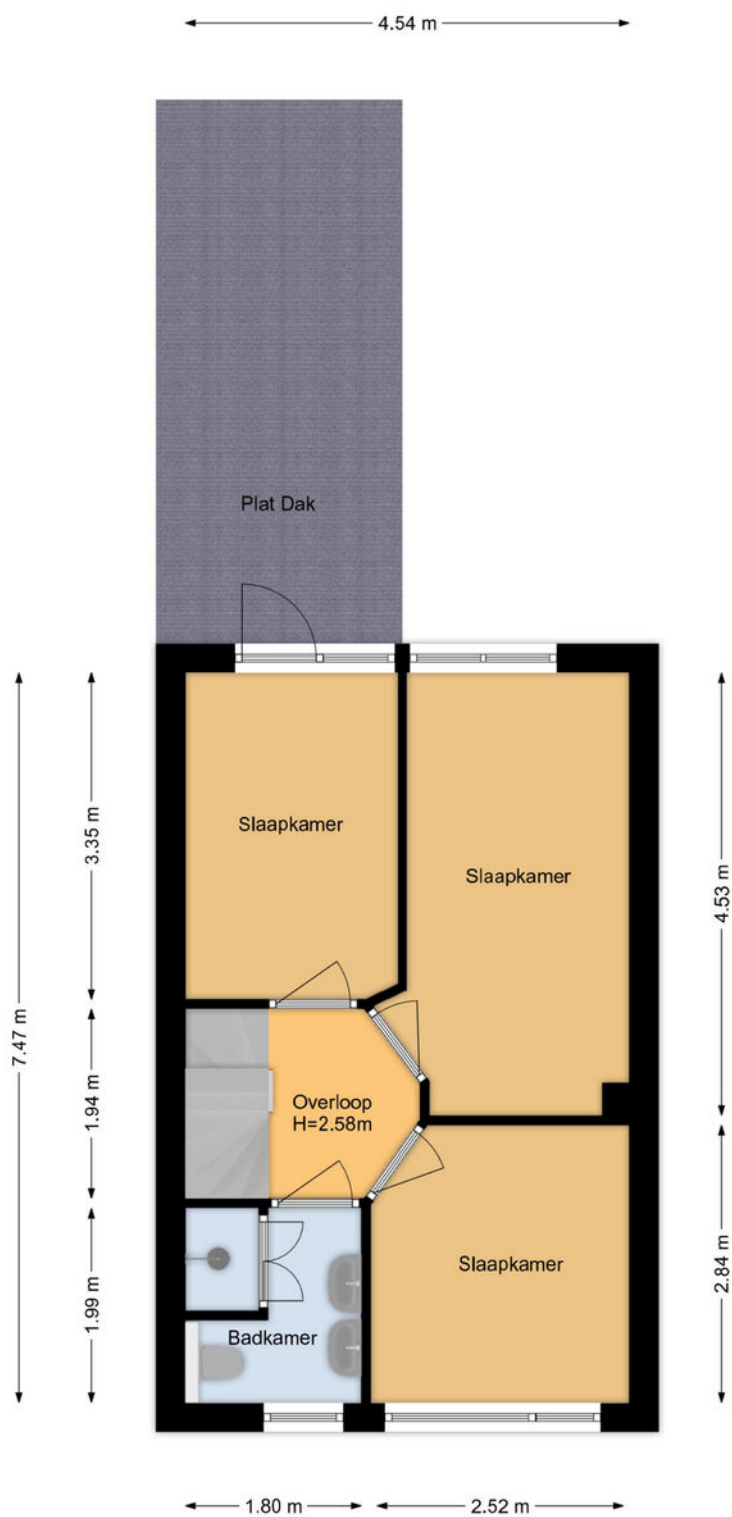 4.54 m
Plat Dak
Slaapkamer
Slaapkamer
3.35 m
4.53 m
7.47 m
1.94 m
Overloop
H=2.58m
1.99 m
Slaapkamer
2.84 m
Badkamer
1.80 m
2.52 m